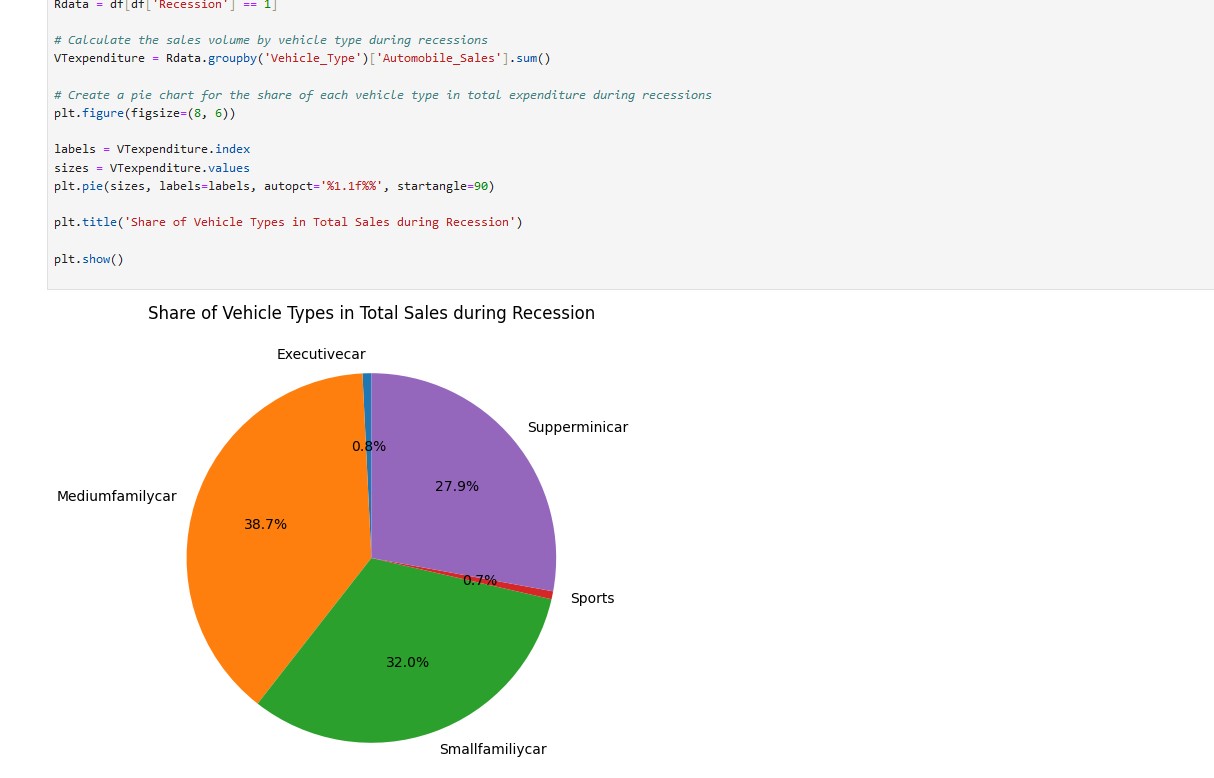 Rdata = df[df['Recession'] == 1]
# Calculate the sales volume by vehicle type during recessions
VTexpenditure = Rdata.groupby('Vehicle_Type')['Automobile_Sales'].sum()
# Create a pie chart for the share of each vehicle type in total expenditure during recessions
plt.figure(figsize=(8, 6))
labels = VTexpenditure.index
sizes = VTexpenditure.values
plt.pie(sizes, labels=labels, autopct='%1.1f%%', startangle=90)
plt.title('Share of Vehicle Types in Total Sales during Recession')
plt.show()
Share of Vehicle Types in Total Sales during Recession
Executivecar
Supperminicar
0.8%
27.9%
Mediumfamilycar
38.7%
0.7%
Sports
32.0%
Smallfamiliycar